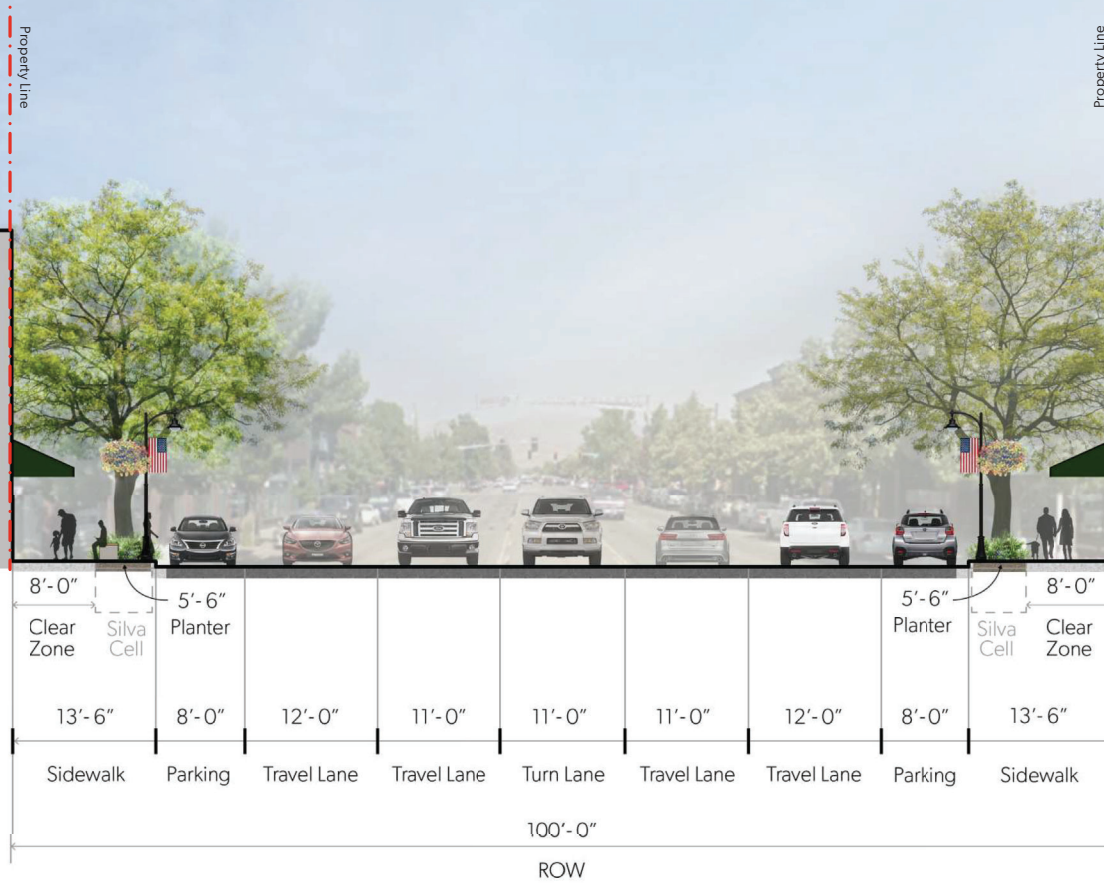 Property Line
Property Line
8'-0"
5'-6"
5'-6"
8'-0"
Clear
Zone
Silva
Cell
Planter
Planter
Silva
Cell
Clear
Zone
13'-6"
8'-0"
12'-0"
11'-0"
11'-0"
11'-0"
12'-0"
8'-0"
13'-6"
Sidewalk
Parking
Travel Lane
Travel Lane
Turn Lane
Travel Lane
Travel Lane
Parking
Sidewalk
100'-0"
ROW